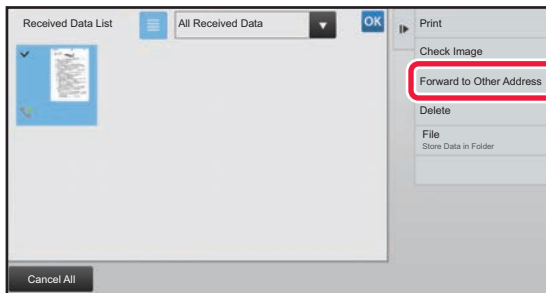 Received Data List
All Received Data
OK
Print
Check Image
Forward to Other Address
Delete
File
Store Data in Folder
Cancel All